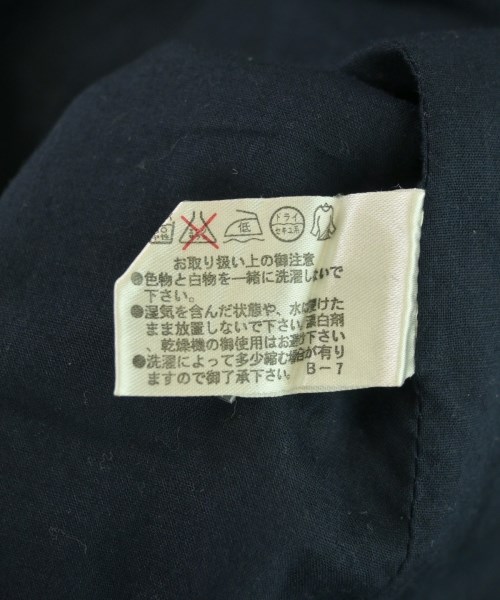 低
ドライ
セキユ系
お取り扱い上の御注意
●色物と白物を一緒に洗濯しないで
下さい。
●湿気を含んだ状態や、水に浸けた
まま放置しないで下さい。漂白剤
、乾燥機の御使用はお避け下さい
●洗濯によって多少縮む場合が有り
ますので御了承下さい。 B-7